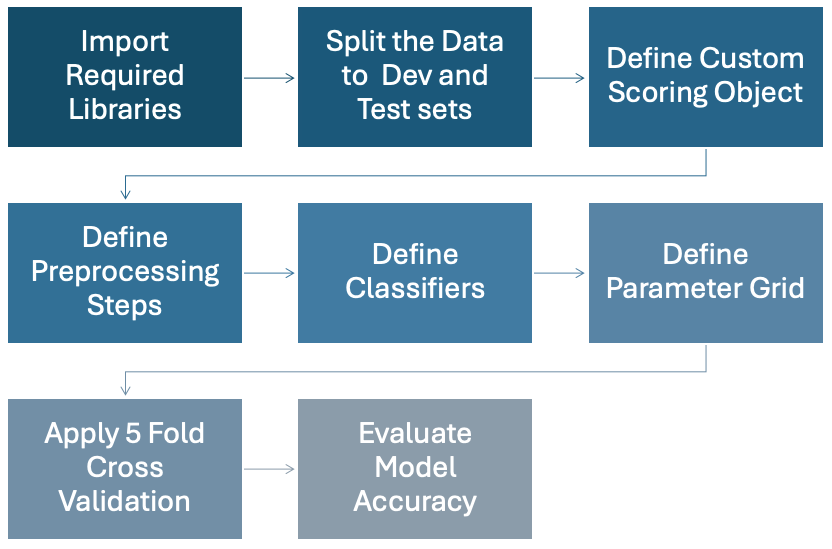 Import
Required
Libraries
Split the Data
to Dev and
Test sets
Define Custom
Scoring Object
Define
Preprocessing
Steps
Define
Classifiers
Define
Parameter Grid
Apply 5 Fold
Cross
Validation
Evaluate
Model
Accuracy